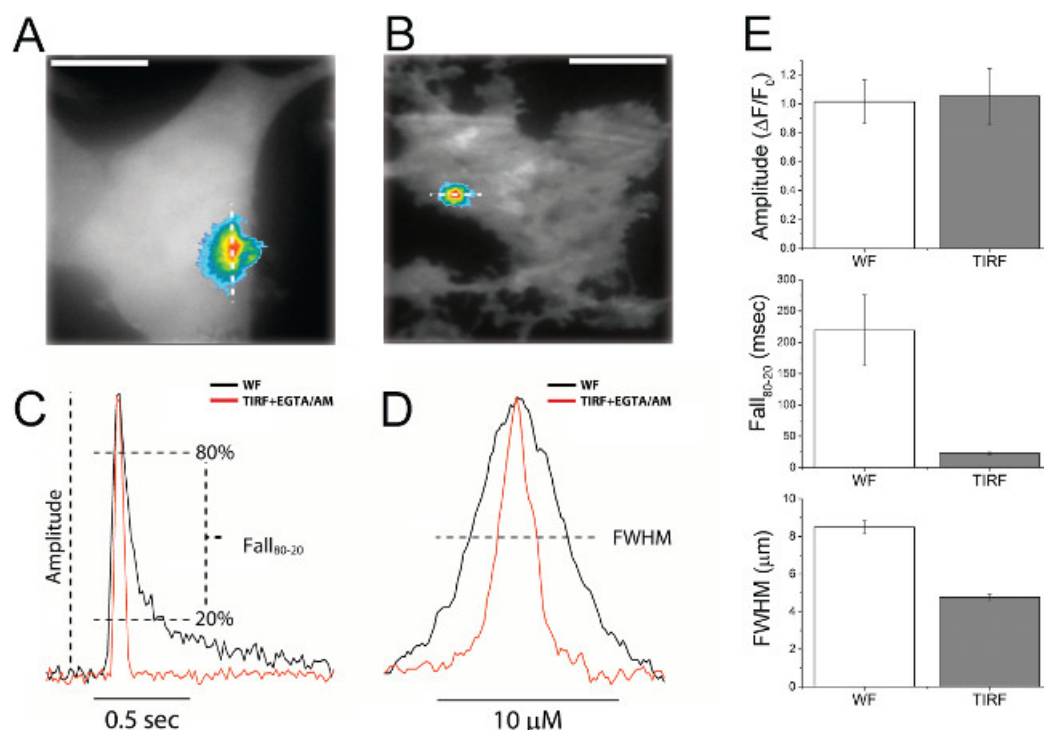 A
B
C
WF
TIRF+EGTA/AM
Amplitude
80%
Fall80-20
20%
0.5 sec
D
WF
TIRF+EGTA/AM
FWHM
10 μM
E
Amplitude (ΔF/F0)
1.2
1.0
0.8
0.6
0.4
0.2
0.0
WF TIRF
Fall80-20 (msec)
300
250
200
150
100
50
0
WF TIRF
FWHM (μm)
10
8
6
4
2
0
WF TIRF